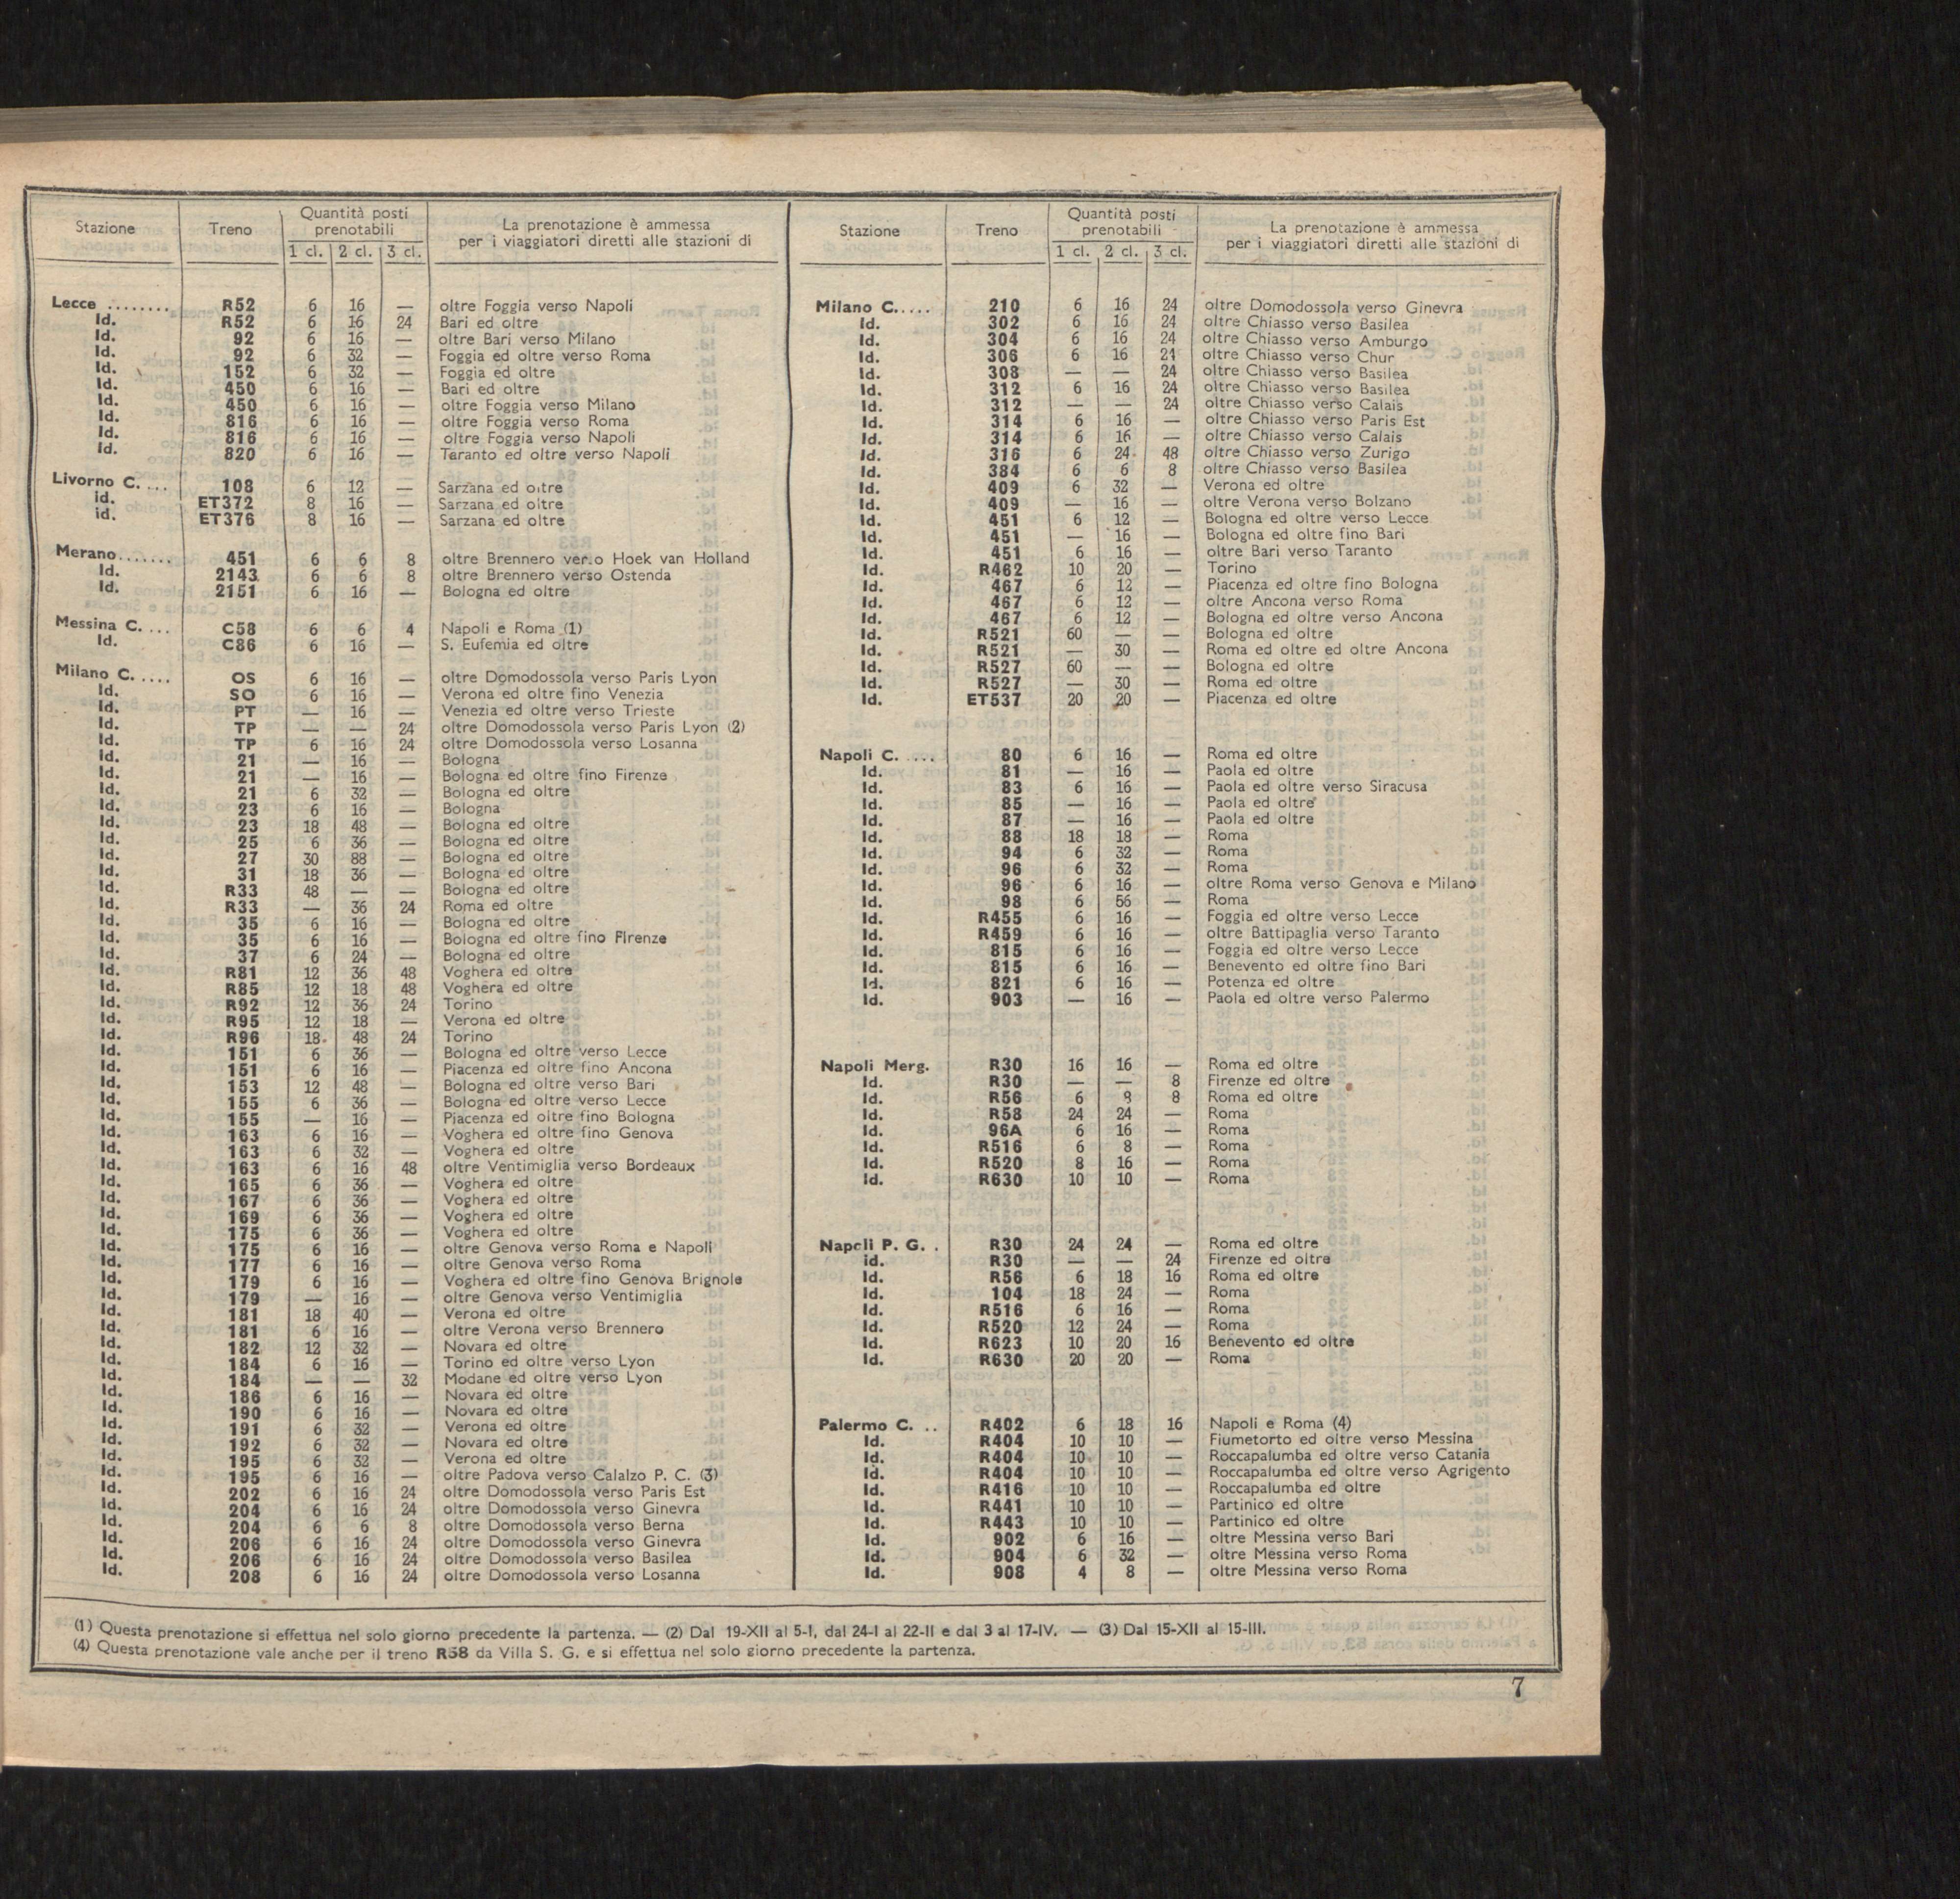 Stazione Treno Quantità posti prenotabili La prenotazione è ammessa per i viaggiatori diretti alle stazioni di
1 cl. 2 cl. 3 cl.
Lecce ........ R52 6 16 — oltre Foggia verso Napoli
Id. R52 6 16 24 Bari ed oltre
Id. 92 6 16 — oltre Bari verso Milano
Id. 92 6 32 — Foggia ed oltre verso Roma
Id. 152 6 32 — Foggia ed oltre
Id. 450 6 16 — Bari ed oltre
Id. 450 6 16 — oltre Foggia verso Milano
Id. 816 6 16 — oltre Foggia verso Roma
Id. 816 6 16 — oltre Foggia verso Napoli
Id. 820 6 16 — Taranto ed oltre verso Napoli
Livorno C. ... 108 6 12 — Sarzana ed oltre
id. ET372 8 16 — Sarzana ed oltre
id. ET376 8 16 — Sarzana ed oltre
Merano....... 451 6 6 8 oltre Brennero ver.o Hoek van Holland
Id. 2143 6 6 8 oltre Brennero verso Ostenda
Id. 2151 6 16 — Bologna ed oltre
Messina C. ... C58 6 6 4 Napoli e Roma (1)
Id. C86 6 16 — S. Eufemia ed oltre
Milano C. .... OS 6 16 — oltre Domodossola verso Paris Lyon
Id. SO 6 16 — Verona ed oltre fino Venezia
Id. PT — 16 — Venezia ed oltre verso Trieste
Id. TP — — 24 oltre Domodossola verso Paris Lyon (2)
Id. TP 6 16 24 oltre Domodossola verso Losanna
Id. 21 — 16 — Bologna
Id. 21 — 16 — Bologna ed oltre fino Firenze
Id. 21 6 32 — Bologna ed oltre
Id. 23 6 16 — Bologna
Id. 23 18 48 — Bologna ed oltre
Id. 25 6 36 — Bologna ed oltre
Id. 27 30 88 — Bologna ed oltre
Id. 31 18 36 — Bologna ed oltre
Id. R33 48 — — Bologna ed oltre
Id. R33 — 36 24 Roma ed oltre
Id. 35 6 16 — Bologna ed oltre
Id. 35 6 16 — Bologna ed oltre fino Firenze
Id. 37 6 24 — Bologna ed oltre
Id. R81 12 36 48 Voghera ed oltre
Id. R85 12 18 48 Voghera ed oltre
Id. R92 12 36 24 Torino
Id. R95 12 18 — Verona ed oltre
Id. R96 18 48 24 Torino
Id. 151 6 36 — Bologna ed oltre verso Lecce
Id. 151 6 16 — Piacenza ed oltre fino Ancona
Id. 153 12 48 — Bologna ed oltre verso Bari
Id. 155 6 36 — Bologna ed oltre verso Lecce
Id. 155 — 16 — Piacenza ed oltre fino Bologna
Id. 163 6 16 — Voghera ed oltre fino Genova
Id. 163 6 32 — Voghera ed oltre
Id. 163 6 16 48 oltre Ventimiglia verso Bordeaux
Id. 165 6 36 — Voghera ed oltre
Id. 167 6 36 — Voghera ed oltre
Id. 169 6 36 — Voghera ed oltre
Id. 175 6 36 — Voghera ed oltre
Id. 175 6 16 — oltre Genova verso Roma e Napoli
Id. 177 6 16 — oltre Genova verso Roma
Id. 179 6 16 — Voghera ed oltre fino Genova Brignole
Id. 179 — 16 — oltre Genova verso Ventimiglia
Id. 181 18 40 — Verona ed oltre
Id. 181 6 16 — oltre Verona verso Brennero
Id. 182 12 32 — Novara ed oltre
Id. 184 6 16 — Torino ed oltre verso Lyon
Id. 184 — — 32 Modane ed oltre verso Lyon
Id. 186 6 16 — Novara ed oltre
Id. 190 6 16 — Novara ed oltre
Id. 191 6 32 — Verona ed oltre
Id. 192 6 32 — Novara ed oltre
Id. 195 6 32 — Verona ed oltre
Id. 195 6 16 — oltre Padova verso Calalzo P. C. (3)
Id. 202 6 16 24 oltre Domodossola verso Paris Est
Id. 204 6 16 24 oltre Domodossola verso Ginevra
Id. 204 6 6 8 oltre Domodossola verso Berna
Id. 206 6 16 24 oltre Domodossola verso Ginevra
Id. 206 6 16 24 oltre Domodossola verso Basilea
Id. 208 6 16 24 oltre Domodossola verso Losanna
Stazione Treno Quantità posti prenotabili La prenotazione è ammessa per i viaggiatori diretti alle stazioni di
1 cl. 2 cl. 3 cl.
Milano C..... 210 6 16 24 oltre Domodossola verso Ginevra
Id. 302 6 16 24 oltre Chiasso verso Basilea
Id. 304 6 16 24 oltre Chiasso verso Amburgo
Id. 306 6 16 21 oltre Chiasso verso Chur
Id. 308 — — 24 oltre Chiasso verso Basilea
Id. 312 6 16 24 oltre Chiasso verso Basilea
Id. 312 — — 24 oltre Chiasso verso Calais
Id. 314 6 16 — oltre Chiasso verso Paris Est
Id. 314 6 16 — oltre Chiasso verso Calais
Id. 316 6 24 48 oltre Chiasso verso Zurigo
Id. 384 6 6 8 oltre Chiasso verso Basilea
Id. 409 6 32 — Verona ed oltre
Id. 409 — 16 — oltre Verona verso Bolzano
Id. 451 6 12 — Bologna ed oltre verso Lecce
Id. 451 — 16 — Bologna ed oltre fino Bari
Id. 451 6 16 — oltre Bari verso Taranto
Id. R462 10 20 — Torino
Id. 467 6 12 — Piacenza ed oltre fino Bologna
Id. 467 6 12 — oltre Ancona verso Roma
Id. 467 6 12 — Bologna ed oltre verso Ancona
Id. R521 60 — — Bologna ed oltre
Id. R521 — 30 — Roma ed oltre ed oltre Ancona
Id. R527 60 — — Bologna ed oltre
Id. R527 — 30 — Roma ed oltre
Id. ET537 20 20 — Piacenza ed oltre
Napoli C. .... 80 6 16 — Roma ed oltre
Id. 81 — 16 — Paola ed oltre
Id. 83 6 16 — Paola ed oltre verso Siracusa
Id. 85 — 16 — Paola ed oltre
Id. 87 — 16 — Paola ed oltre
Id. 88 18 18 — Roma
Id. 94 6 32 — Roma
Id. 96 6 32 — Roma
Id. 96 6 16 — oltre Roma verso Genova e Milano
Id. 98 6 56 — Roma
Id. R455 6 16 — Foggia ed oltre verso Lecce
Id. R459 6 16 — oltre Battipaglia verso Taranto
Id. 815 6 16 — Foggia ed oltre verso Lecce
Id. 815 6 16 — Benevento ed oltre fino Bari
Id. 821 6 16 — Potenza ed oltre
Id. 903 — 16 — Paola ed oltre verso Palermo
Napoli Merg. R30 16 16 — Roma ed oltre
Id. R30 — — 8 Firenze ed oltre
Id. R56 6 8 8 Roma ed oltre
Id. R58 24 24 — Roma
Id. 96A 6 16 — Roma
Id. R516 6 8 — Roma
Id. R520 8 16 — Roma
Id. R630 10 10 — Roma
Napoli P. G. . R30 24 24 — Roma ed oltre
id. R30 — — 24 Firenze ed oltre
Id. R56 6 18 16 Roma ed oltre
Id. 104 18 24 — Roma
Id. R516 6 16 — Roma
Id. R520 12 24 — Roma
Id. R623 10 20 16 Benevento ed oltre
Id. R630 20 20 — Roma
Palermo C. .. R402 6 18 16 Napoli e Roma (4)
Id. R404 10 10 — Fiumetorto ed oltre verso Messina
Id. R404 10 10 — Roccapalumba ed oltre verso Catania
Id. R404 10 10 — Roccapalumba ed oltre verso Agrigento
Id. R416 10 10 — Roccapalumba ed oltre
Id. R441 10 10 — Partinico ed oltre
Id. R443 10 10 — Partinico ed oltre
Id. 902 6 16 — oltre Messina verso Bari
Id. 904 6 32 — oltre Messina verso Roma
Id. 908 4 8 — oltre Messina verso Roma
(1) Questa prenotazione si effettua nel solo giorno precedente la partenza. — (2) Dal 19-XII al 5-I, dal 24-I al 22-II e dal 3 al 17-IV. — (3) Dal 15-XII al 15-III.
(4) Questa prenotazione vale anche per il treno R58 da Villa S. G. e si effettua nel solo giorno precedente la partenza.
7